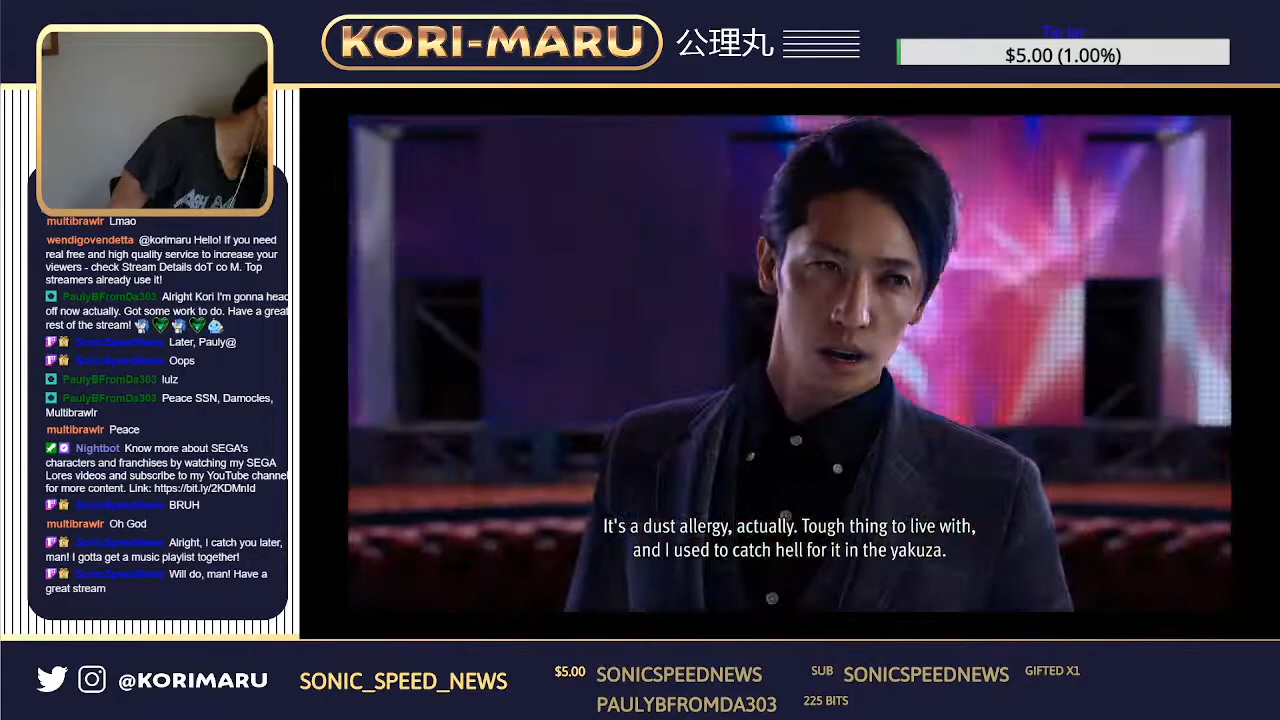 KORI-MARU 公理丸
Tip Jar
$5.00 (1.00%)
multibrawlr Lmao
wendigovendetta @korimaru Hello! If you need
real free and high quality service to increase your
viewers - check Stream Details doT co M. Top
streamers already use it!
PaulyBFromDa303 Alright Kori I'm gonna head
off now actually. Got some work to do. Have a great
rest of the stream!
SonicSpeedNews Later, Pauly@
SonicSpeedNews Oops
PaulyBFromDa303 lulz
PaulyBFromDa303 Peace SSN, Damocles,
Multibrawlr
multibrawlr Peace
Nightbot Know more about SEGA's
characters and franchises by watching my SEGA
Lores videos and subscribe to my YouTube channel
for more content. Link: https://bit.ly/2KDMnId
SonicSpeedNews BRUH
multibrawlr Oh God
SonicSpeedNews Alright, I catch you later,
man! I gotta get a music playlist together!
SonicSpeedNews Will do, man! Have a
great stream
It's a dust allergy, actually. Tough thing to live with,
and I used to catch hell for it in the yakuza.
@KORIMARU
SONIC_SPEED_NEWS
$5.00 SONICSPEEDNEWS
PAULYBFROMDA303
SUB SONICSPEEDNEWS GIFTED X1
225 BITS